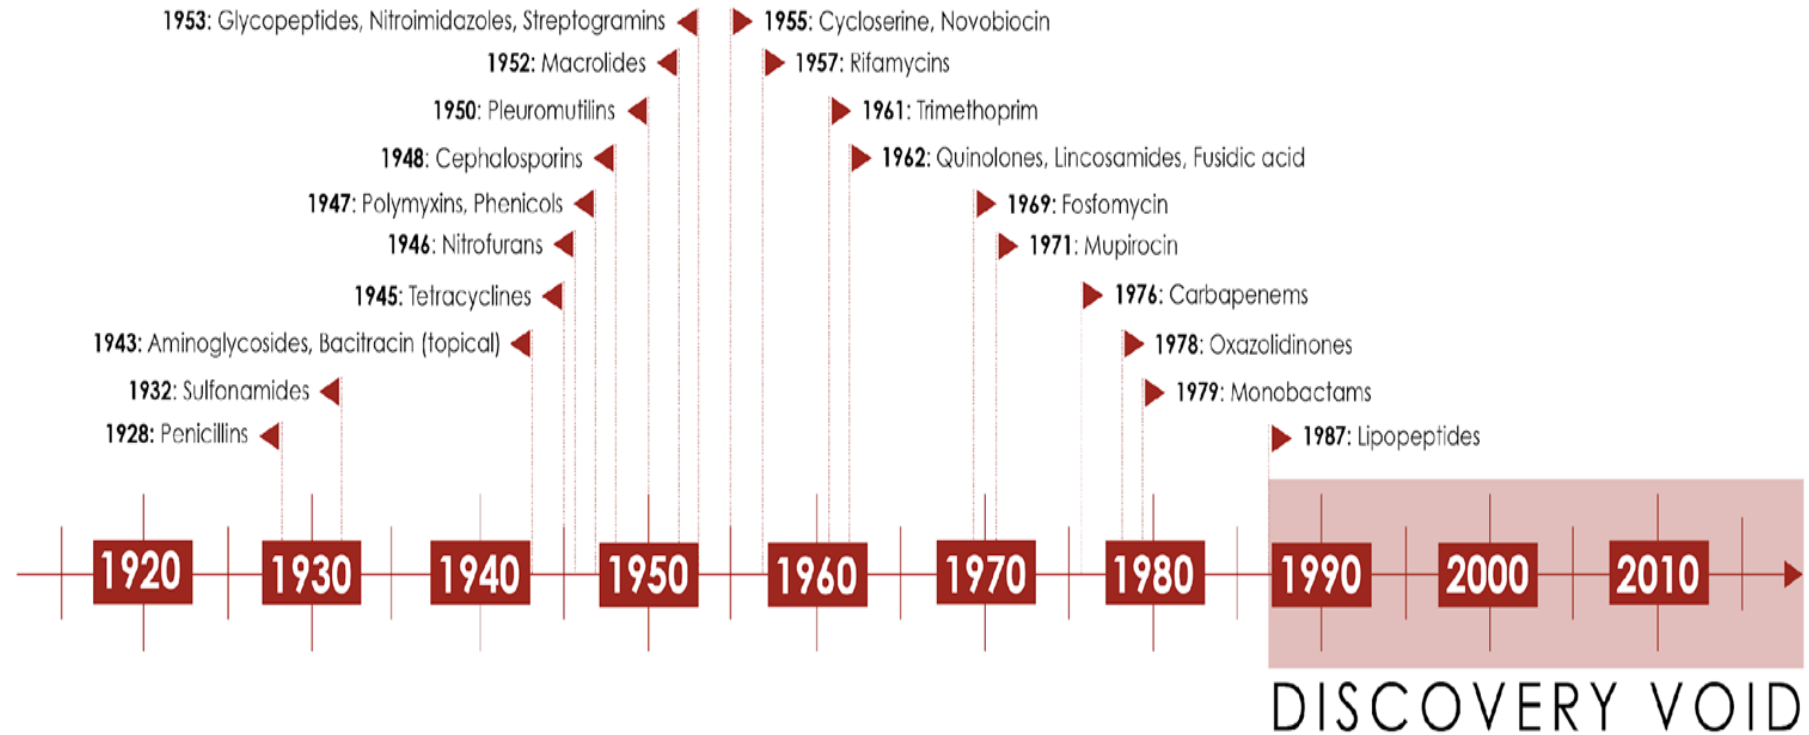 1953: Glycopeptides, Nitroimidazoles, Streptogramins
1955: Cycloserine, Novobiocin
1952: Macrolides
1957: Rifamycins
1950: Pleuromutilins
1961: Trimethoprim
1948: Cephalosporins
1962: Quinolones, Lincosamides, Fusidic acid
1947: Polymyxins, Phenicols
1969: Fosfomycin
1946: Nitrofurans
1971: Mupirocin
1945: Tetracyclines
1976: Carbapenems
1943: Aminoglycosides, Bacitracin (topical)
1978: Oxazolidinones
1932: Sulfonamides
1979: Monobactams
1928: Penicillins
1987: Lipopeptides
1920 1930 1940 1950 1960 1970 1980 1990 2000 2010
DISCOVERY VOID